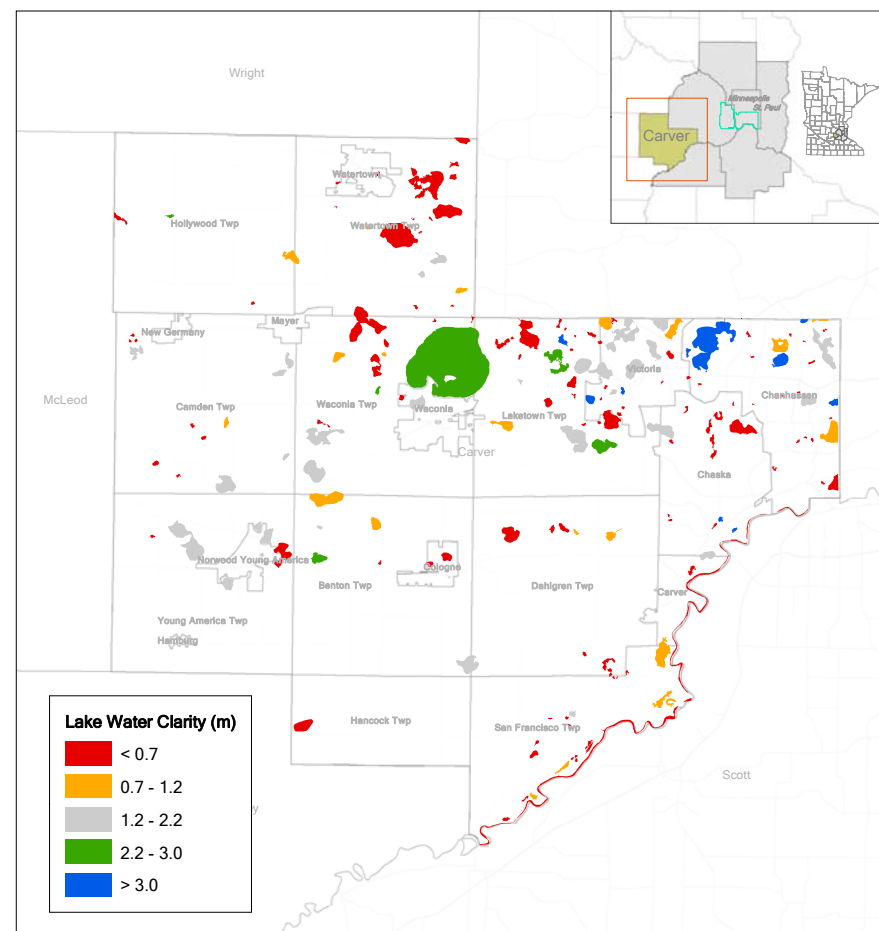 Wright
Minneapolis
St. Paul
Carver
Watertown
Hollywood Twp
Watertown Twp
New Germany
Mayer
Victoria
McLeod
Camden Twp
Waconia Twp
Waconia
Laketown Twp
Chanhassen
Carver
Chaska
Norwood Young America
Benton Twp
Cologne
Dahlgren Twp
Carver
Young America Twp
Hamburg
Hancock Twp
San Francisco Twp
Scott
Lake Water Clarity (m)
< 0.7
0.7 - 1.2
1.2 - 2.2
2.2 - 3.0
> 3.0